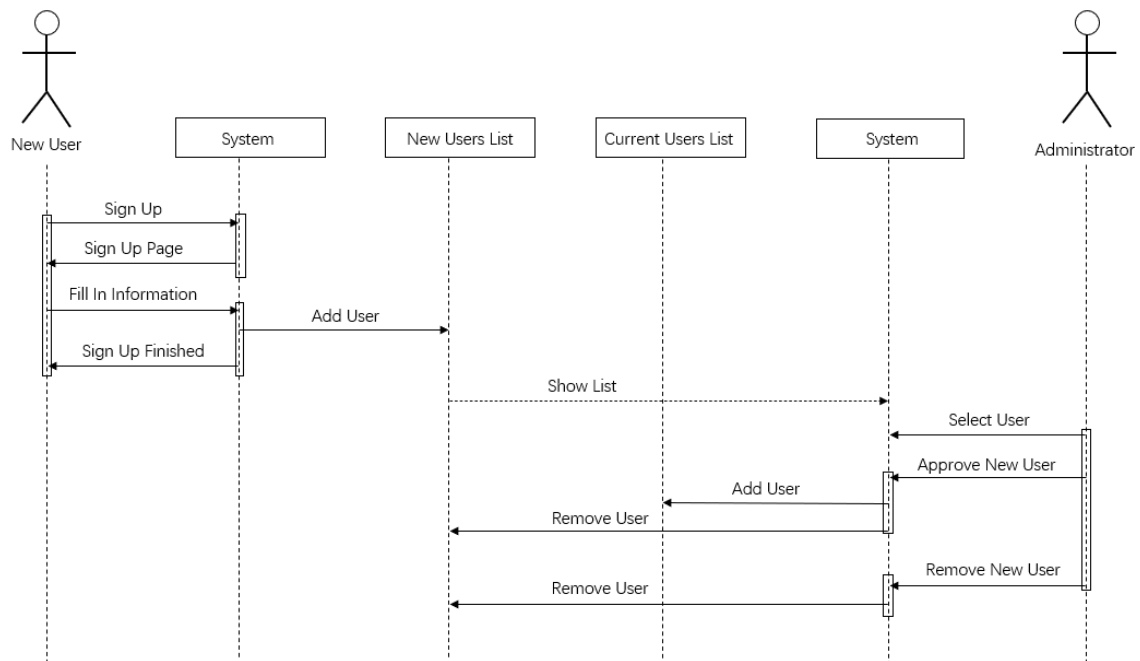 New User
System
New Users List
Current Users List
System
Administrator
Sign Up
Sign Up Page
Fill In Information
Add User
Sign Up Finished
Show List
Select User
Approve New User
Add User
Remove User
Remove New User
Remove User